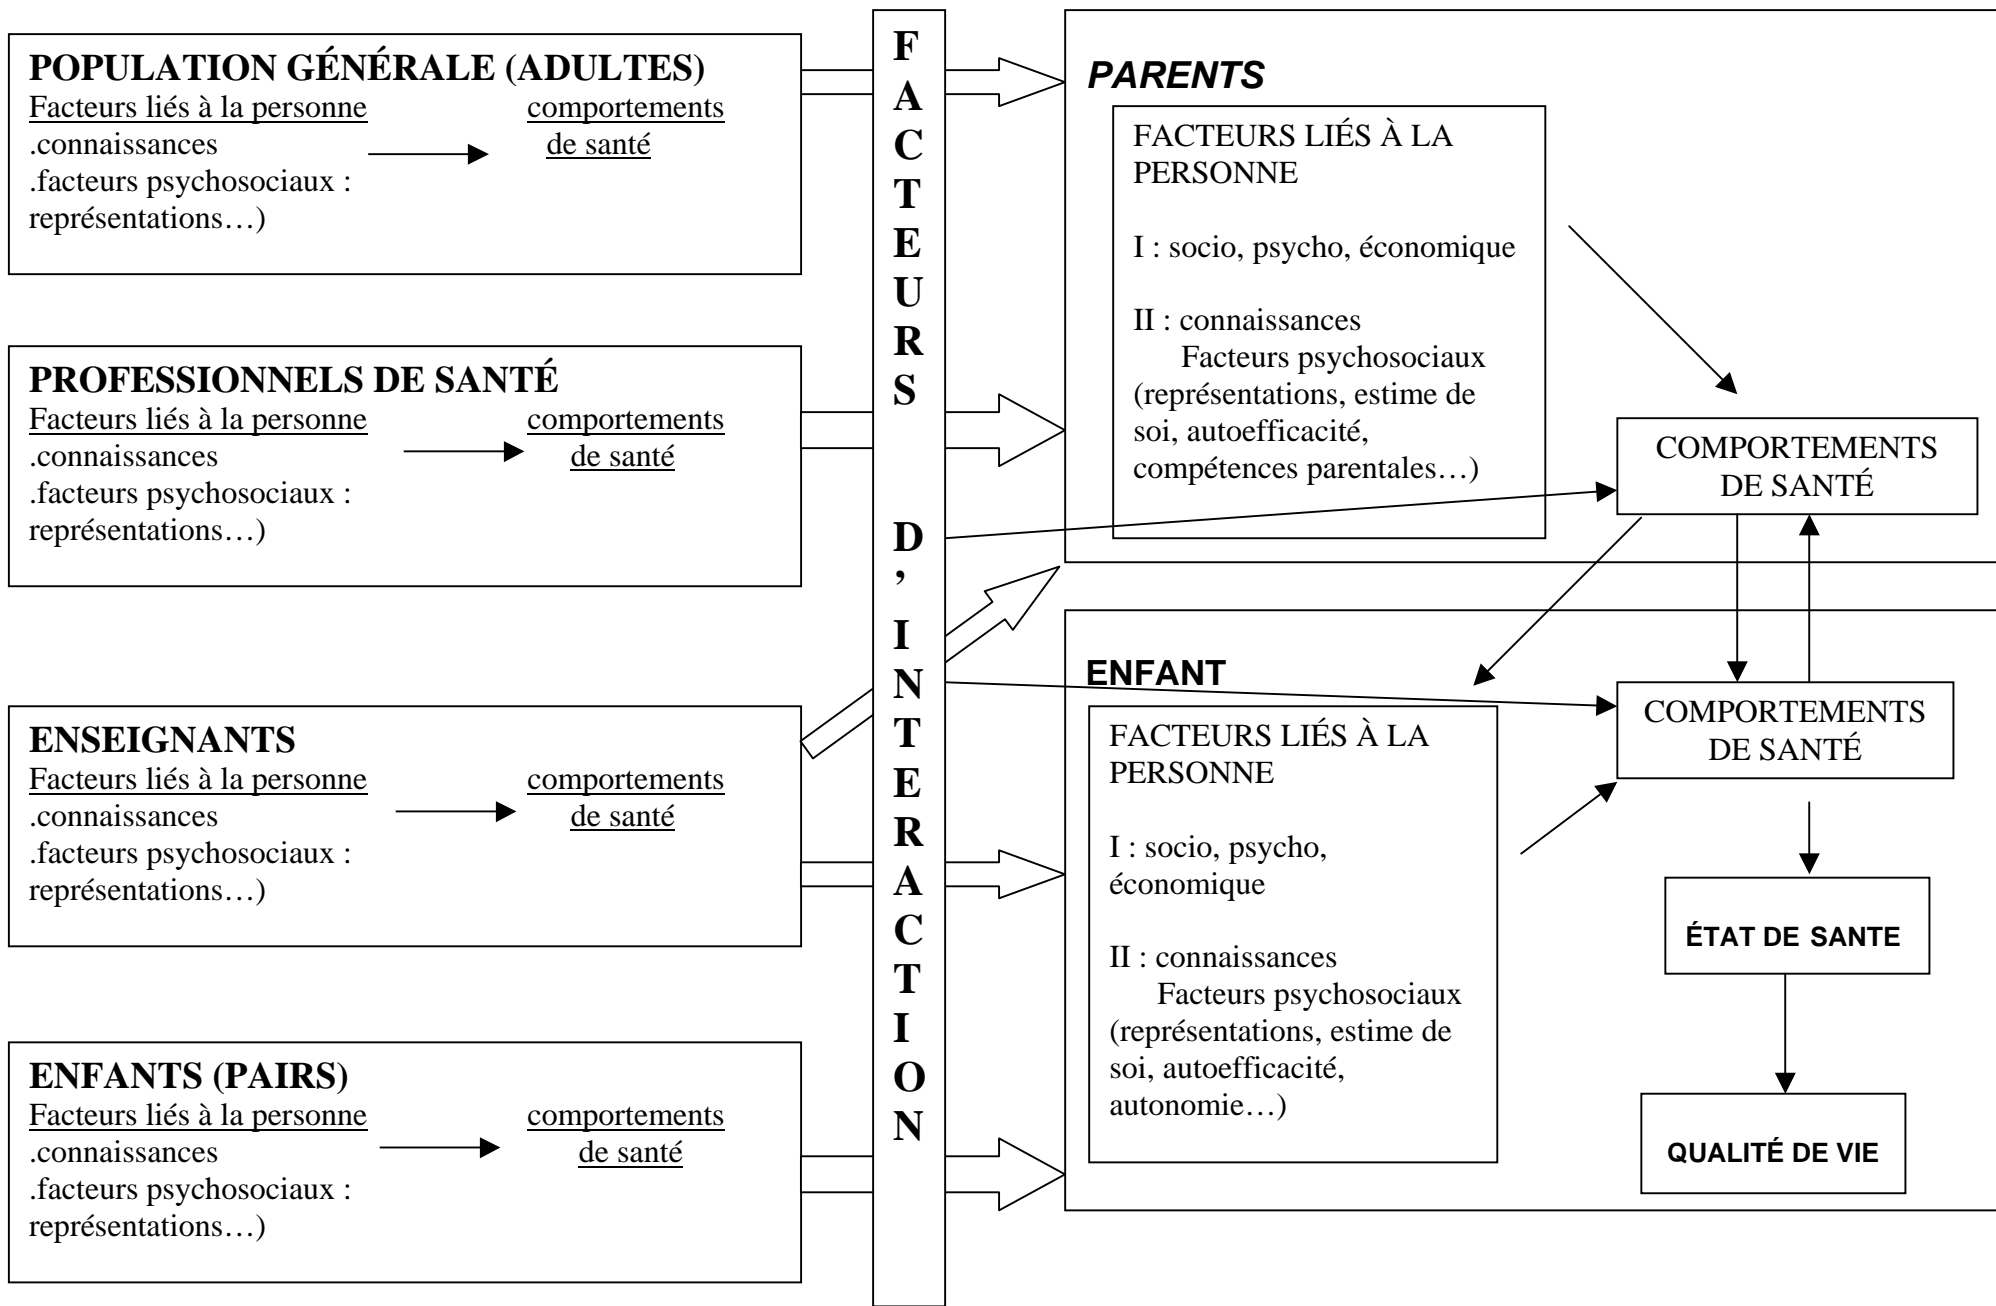 POPULATION GÉNÉRALE (ADULTES)
Facteurs liés à la personne comportements
.connaissances de santé
.facteurs psychosociaux :
représentations…)
PROFESSIONNELS DE SANTÉ
Facteurs liés à la personne comportements
.connaissances de santé
.facteurs psychosociaux :
représentations…)
ENSEIGNANTS
Facteurs liés à la personne comportements
.connaissances de santé
.facteurs psychosociaux :
représentations…)
ENFANTS (PAIRS)
Facteurs liés à la personne comportements
.connaissances de santé
.facteurs psychosociaux :
représentations…)
FACTEURS D’INTERACTION
PARENTS
FACTEURS LIÉS À LA
PERSONNE
I : socio, psycho, économique
II : connaissances
Facteurs psychosociaux
(représentations, estime de
soi, autoefficacité,
compétences parentales…)
COMPORTEMENTS
DE SANTÉ
ENFANT
FACTEURS LIÉS À LA
PERSONNE
I : socio, psycho,
économique
II : connaissances
Facteurs psychosociaux
(représentations, estime de
soi, autoefficacité,
autonomie…)
COMPORTEMENTS
DE SANTÉ
ÉTAT DE SANTE
QUALITÉ DE VIE